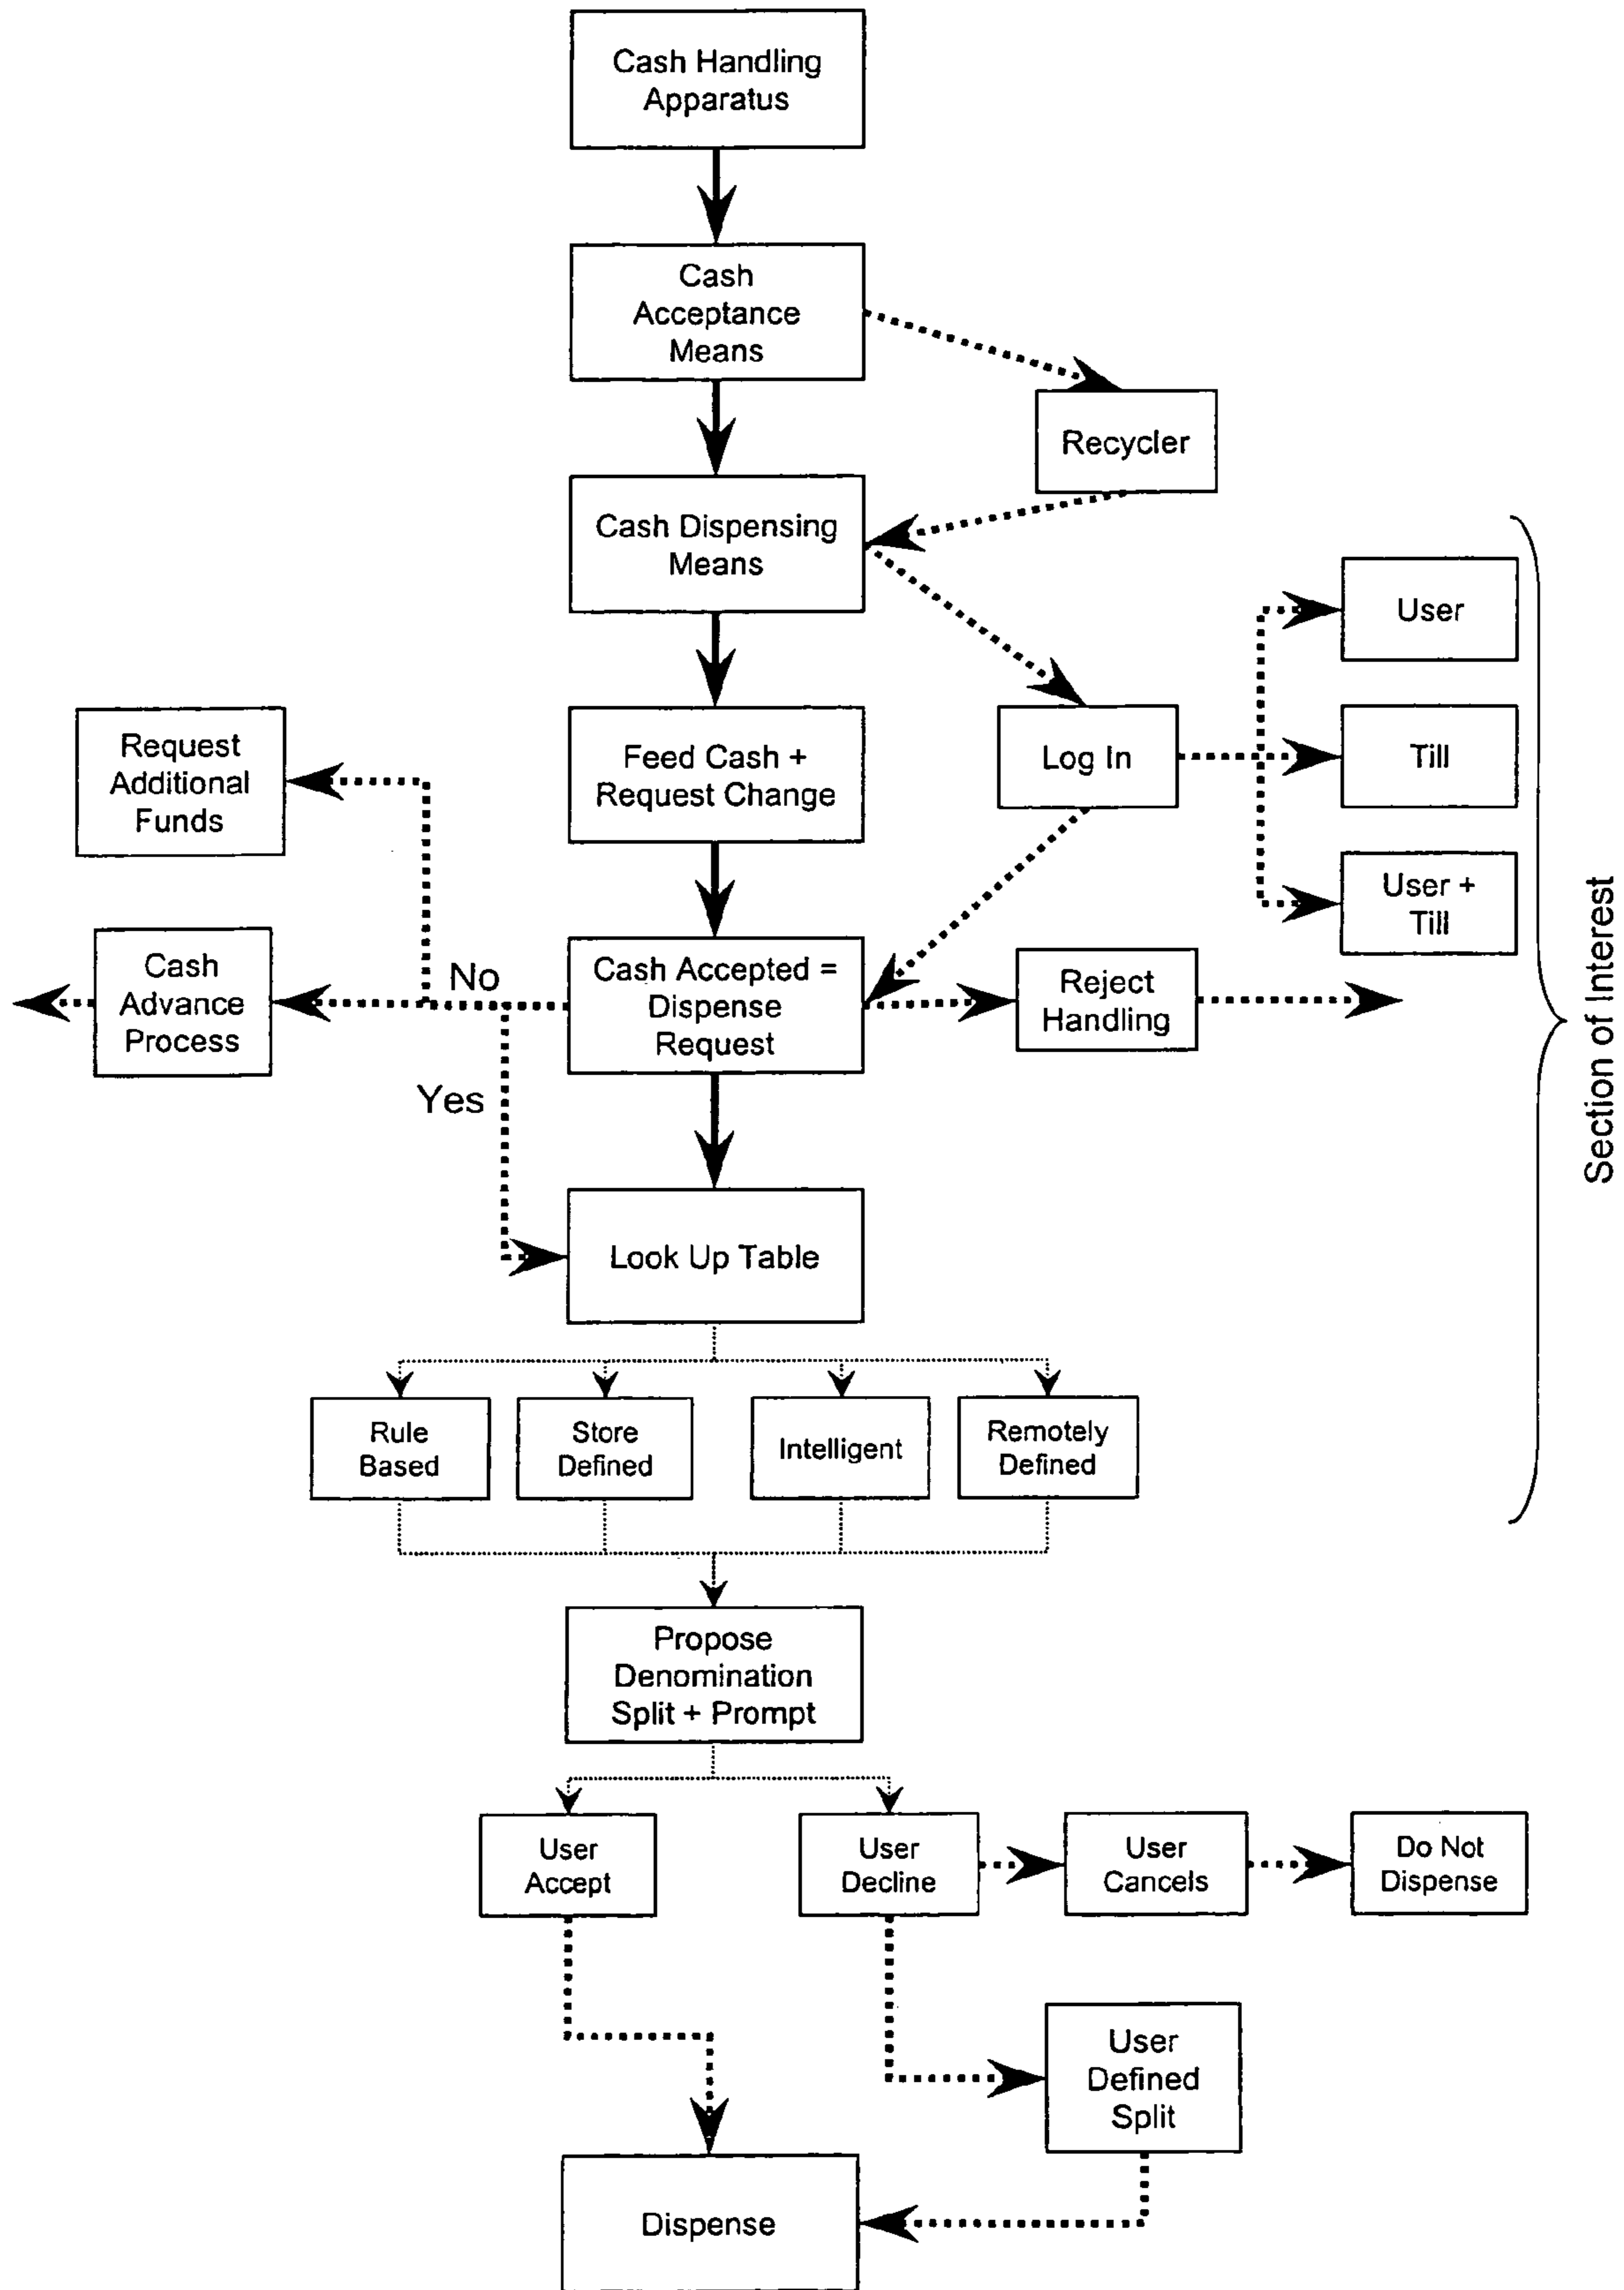 Cash Handling
Apparatus
Cash
Acceptance
Means
Recycler
Cash Dispensing
Means
User
Request
Additional
Funds
Feed Cash +
Request Change
Log In
Till
User +
Till
Section of Interest
Cash
Advance
Process
No
Cash Accepted =
Dispense
Request
Reject
Handling
Yes
Look Up Table
Rule
Based
Store
Defined
Intelligent
Remotely
Defined
Propose
Denomination
Split + Prompt
User
Accept
User
Decline
User
Cancels
Do Not
Dispense
User
Defined
Split
Dispense